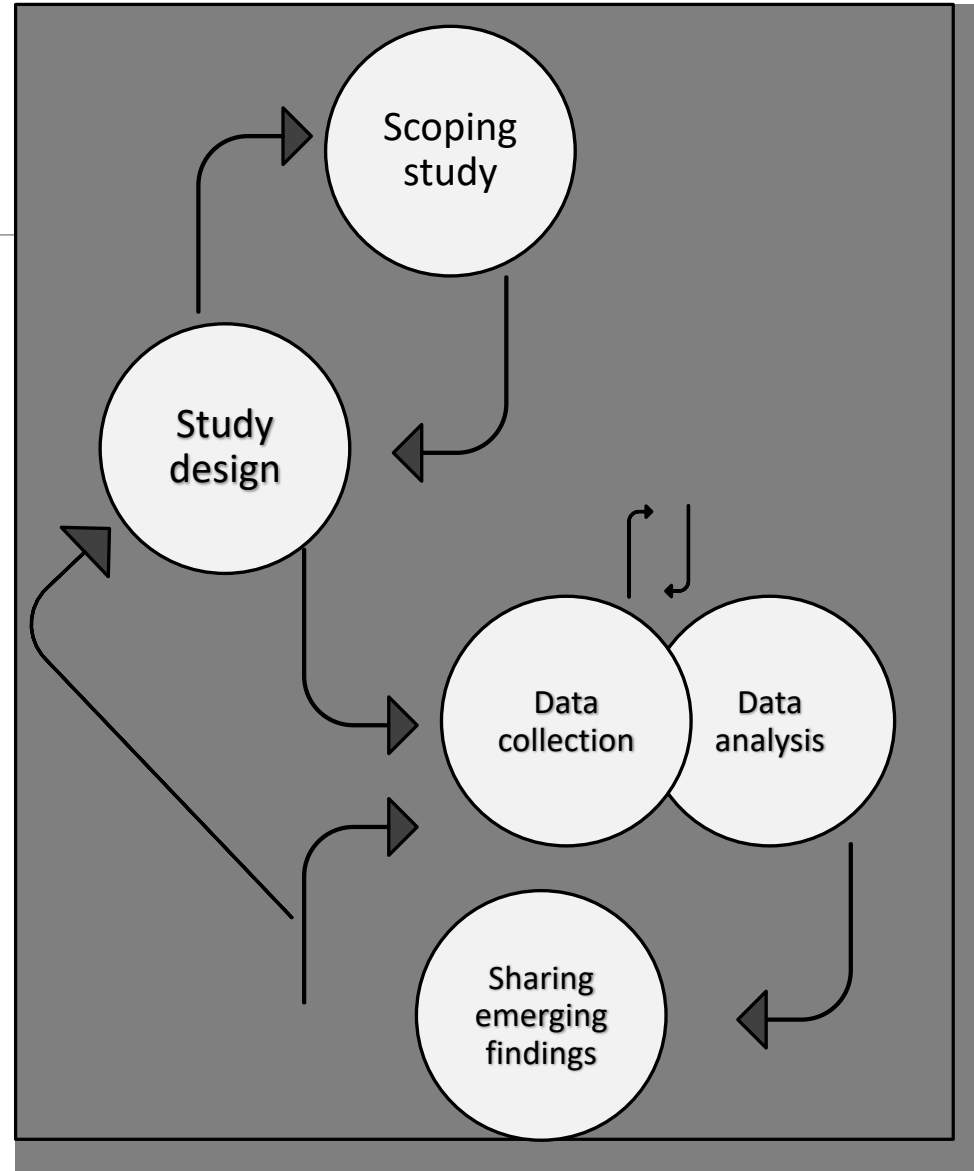 Scoping
study
Study
design
Data
collection
Data
analysis
Sharing
emerging
findings